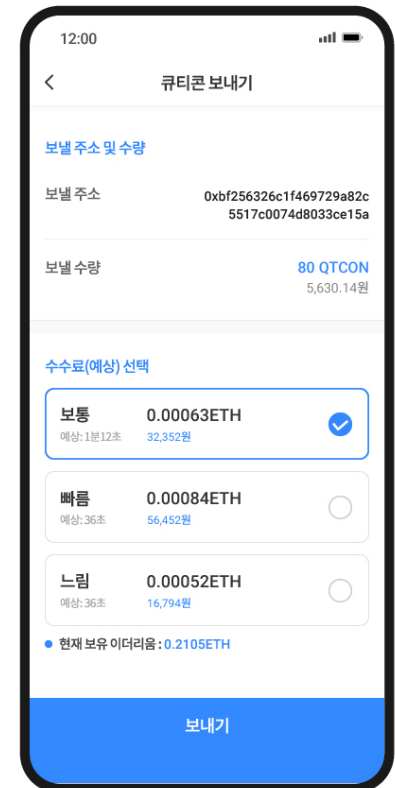 12:00
큐티콘 보내기
보낼 주소 및 수량
보낼 주소 0xbf256326c1f469729a82c
5517c0074d8033ce15a
보낼 수량 80 QTCON
5,630.14원
수수료(예상) 선택
보통 0.00063ETH
예상: 1분12초 32,352원
빠름 0.00084ETH
예상: 36초 56,452원
느림 0.00052ETH
예상: 36초 16,794원
현재 보유 이더리움 : 0.2105ETH
보내기